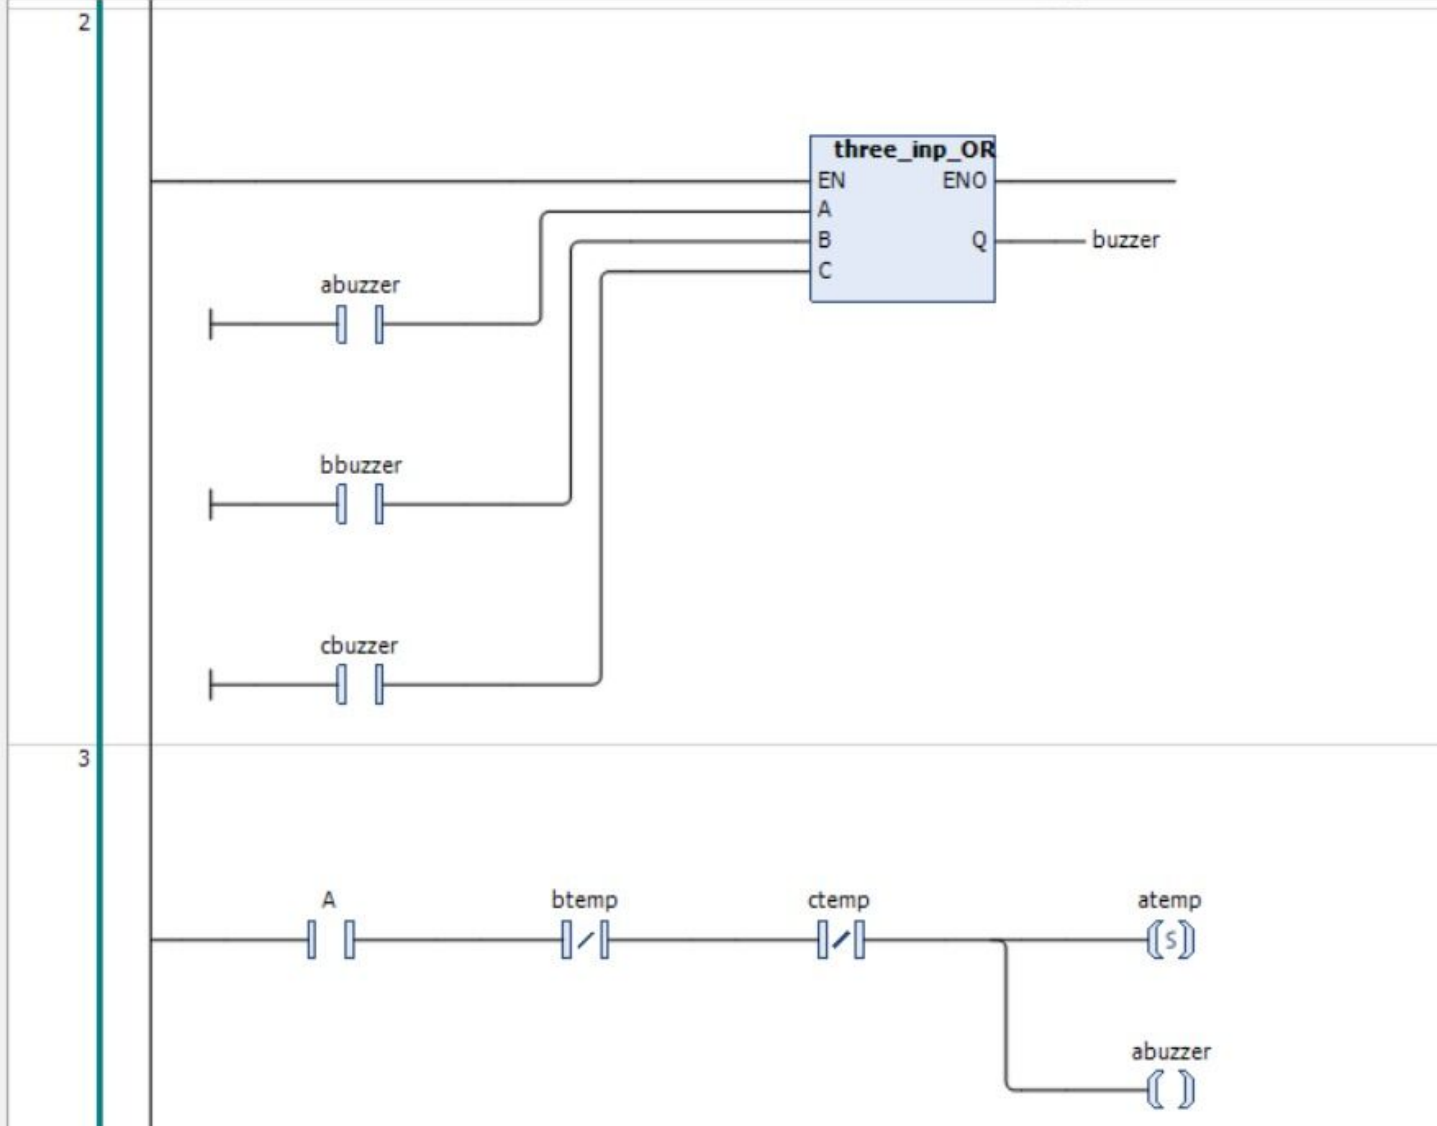 2
three_inp_OR
EN ENO
A
B Q buzzer
C
abuzzer
bbuzzer
cbuzzer
3
A btemp ctemp atemp
S
abuzzer